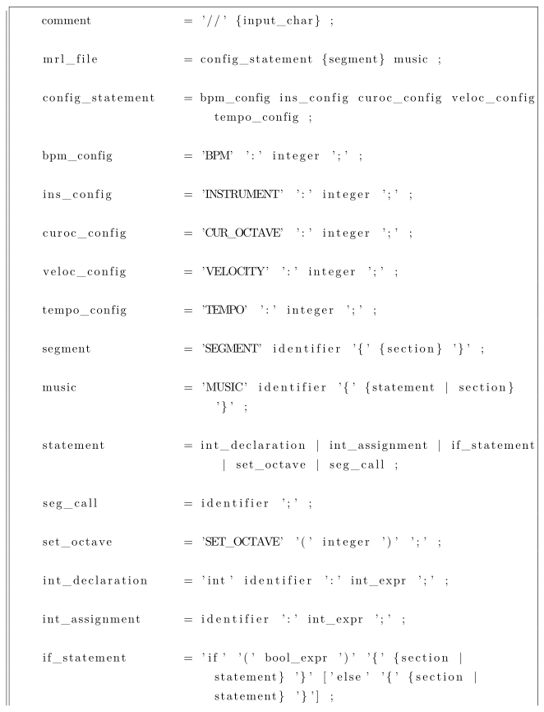 comment = '//' {input_char} ;
mrl_file = config_statement {segment} music ;
config_statement = bpm_config ins_config curoc_config veloc_config
tempo_config ;
bpm_config = 'BPM' ':' integer ';' ;
ins_config = 'INSTRUMENT' ':' integer ';' ;
curoc_config = 'CUR_OCTAVE' ':' integer ';' ;
veloc_config = 'VELOCITY' ':' integer ';' ;
tempo_config = 'TEMPO' ':' integer ';' ;
segment = 'SEGMENT' identifier '{' {section} '}' ;
music = 'MUSIC' identifier '{' {statement | section}
'}' ;
statement = int_declaration | int_assignment | if_statement
| set_octave | seg_call ;
seg_call = identifier ';' ;
set_octave = 'SET_OCTAVE' '(' integer ')' ';' ;
int_declaration = 'int' identifier ':' int_expr ';' ;
int_assignment = identifier ':' int_expr ';' ;
if_statement = 'if' '(' bool_expr ')' '{' {section |
statement} '}' ['else' '{' {section |
statement} '}'] ;